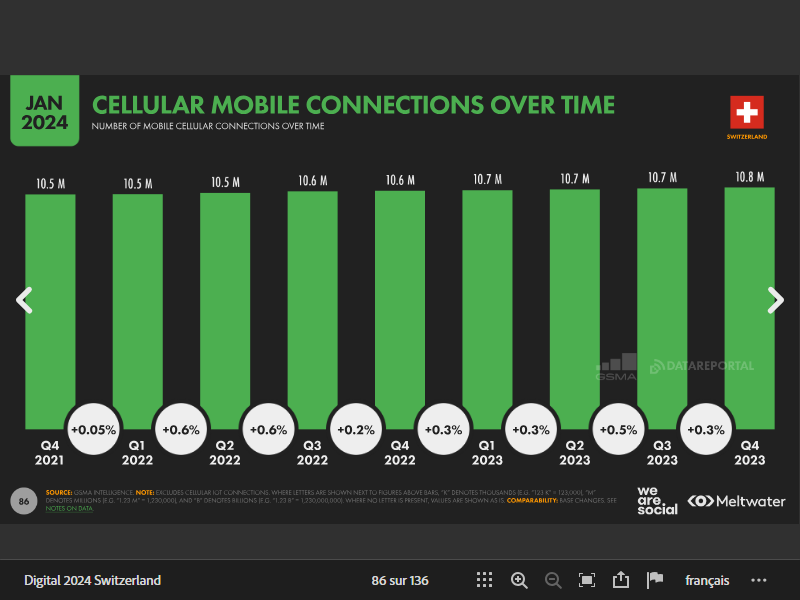 JAN
2024
CELLULAR MOBILE CONNECTIONS OVER TIME
NUMBER OF MOBILE CELLULAR CONNECTIONS OVER TIME
SWITZERLAND
10.5 M 10.5 M 10.5 M 10.6 M 10.6 M 10.7 M 10.7 M 10.7 M 10.8 M
GSMA DATAREPORTAL
+0.05% +0.6% +0.6% +0.2% +0.3% +0.3% +0.5% +0.3%
Q4 Q1 Q2 Q3 Q4 Q1 Q2 Q3 Q4
2021 2022 2022 2022 2022 2023 2023 2023 2023
86
SOURCE: GSMA INTELLIGENCE. NOTE: EXCLUDES CELLULAR IOT CONNECTIONS. WHERE LETTERS ARE SHOWN NEXT TO FIGURES ABOVE BARS, "K" DENOTES THOUSANDS (E.G. "123 K" = 123,000), "M"
DENOTES MILLIONS (E.G. "1.23 M" = 1,230,000), AND "B" DENOTES BILLIONS (E.G. "1.23 B" = 1,230,000,000). WHERE NO LETTER IS PRESENT, VALUES ARE SHOWN AS IS. COMPARABILITY: BASE CHANGES. SEE
NOTES ON DATA.
we
are.
social
Meltwater
Digital 2024 Switzerland
86 sur 136
français